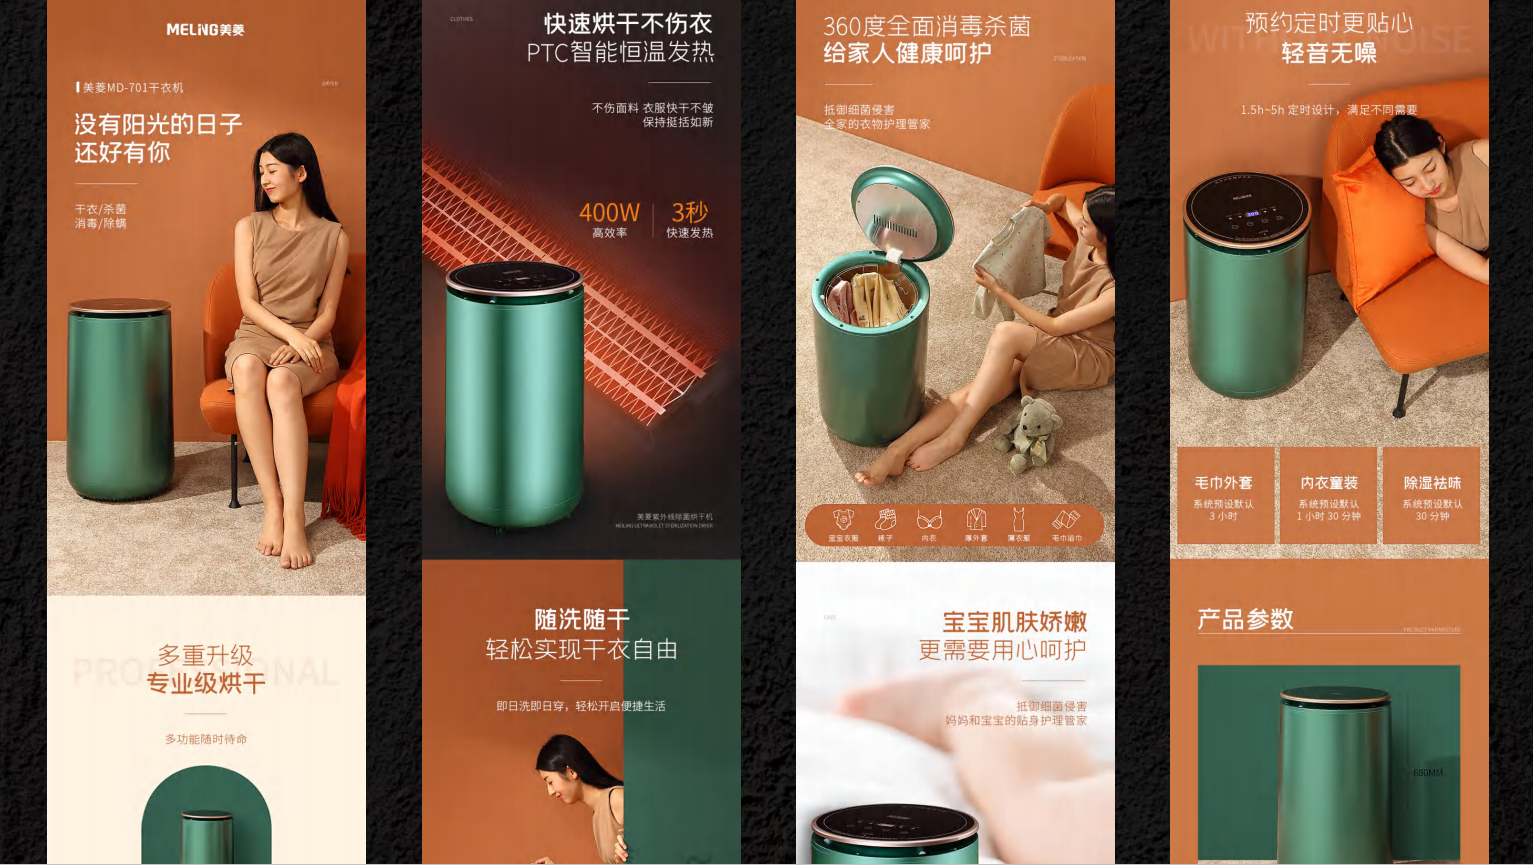 MELING美菱
美菱MD-701干衣机
DRYER
没有阳光的日子
还好有你
干衣/杀菌
消毒/除螨
PROFESSIONAL
多重升级
专业级烘干
多功能随时待命
CLOTHES
快速烘干不伤衣
PTC智能恒温发热
不伤面料 衣服快干不皱
保持挺括如新
400W
高效率
3秒
快速发热
美菱紫外线除菌烘干机
MEILING ULTRAVIOLET STERILIZATION DRYER
随洗随干
轻松实现干衣自由
即日洗即日穿，轻松开启便捷生活
360度全面消毒杀菌
给家人健康呵护
STERILIZATION
抵御细菌侵害
全家的衣物护理管家
宝宝衣服
袜子
内衣
厚外套
薄衣服
毛巾浴巾
宝宝肌肤娇嫩
更需要用心呵护
抵御细菌侵害
妈妈和宝宝的贴身护理管家
预约定时更贴心
轻音无噪
1.5h~5h 定时设计，满足不同需要
MELING
毛巾外套
系统预设默认
3 小时
内衣童装
系统预设默认
1 小时 30 分钟
除湿祛味
系统预设默认
30 分钟
产品参数
PRODUCT PARAMETERS
680MM